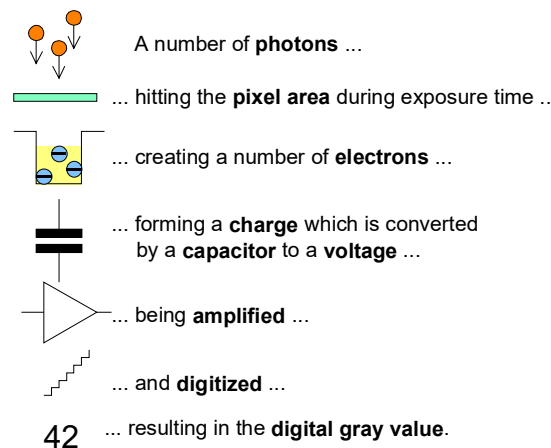 A number of photons ...
... hitting the pixel area during exposure time ..
... creating a number of electrons ...
... forming a charge which is converted
by a capacitor to a voltage ...
... being amplified ...
... and digitized ...
42 ... resulting in the digital gray value.